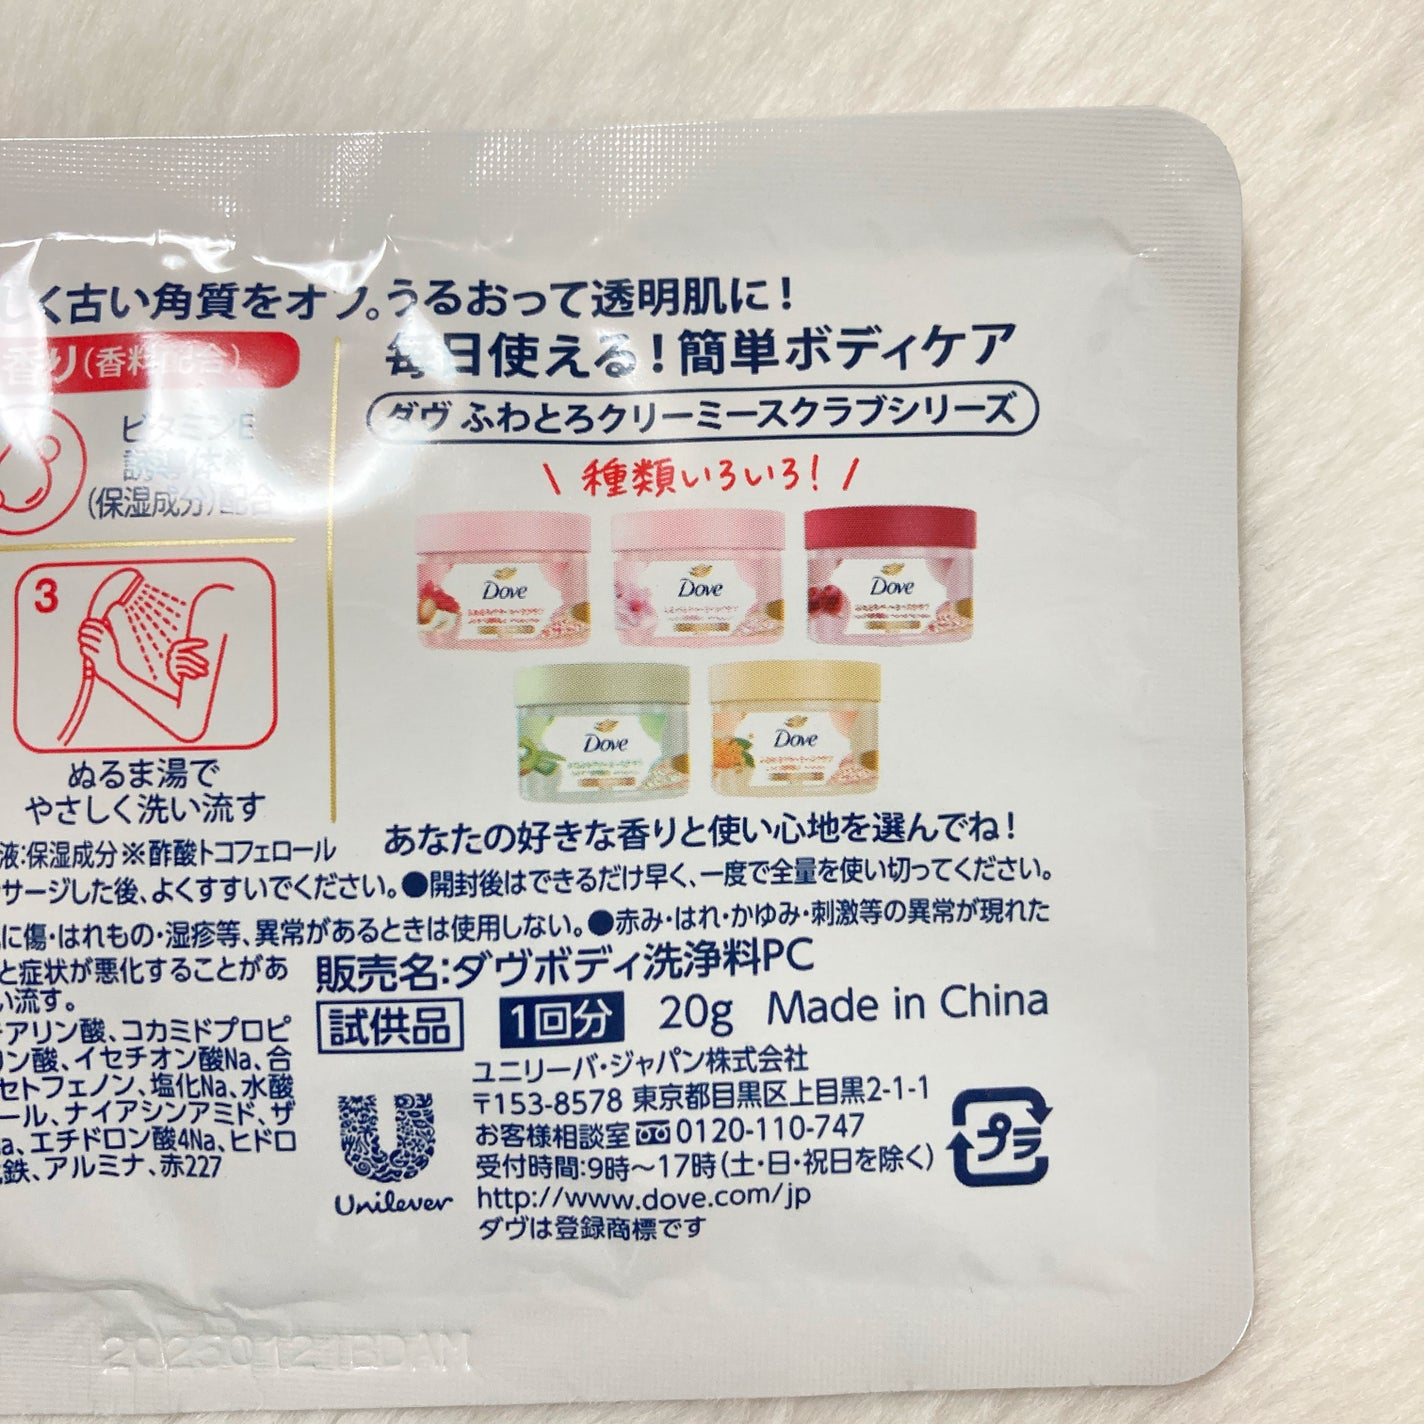 しく古い角質をオフ。うるおって透明肌に！
香り(香料配合)
ビタミンE
誘導体※
(保湿成分)配合
3
ぬるま湯で
やさしく洗い流す
毎日使える！簡単ボディケア
ダヴ ふわとろクリーミースクラブシリーズ
\ 種類いろいろ！ /
Dove
Dove
Dove
Dove
Dove
あなたの好きな香りと使い心地を選んでね！
液:保湿成分※酢酸トコフェロール
サージした後、よくすすいでください。●開封後はできるだけ早く、一度で全量を使い切ってください。
に傷・はれもの・湿疹等、異常があるときは使用しない。●赤み・はれ・かゆみ・刺激等の異常が現れた
と症状が悪化することがあ
い流す。
テアリン酸、コカミドプロピ
リン酸、イセチオン酸Na、合
セトフェノン、塩化Na、水酸
ール、ナイアシンアミド、ザ
a、エチドロン酸4Na、ヒドロ
鉄、アルミナ、赤227
販売名:ダヴボディ洗浄料PC
試供品 1回分 20g Made in China
ユニリーバ・ジャパン株式会社
〒153-8578 東京都目黒区上目黒2-1-1
お客様相談室 0120-110-747
受付時間:9時～17時(土・日・祝日を除く)
http://www.dove.com/jp
ダヴは登録商標です
Unilever
プラ